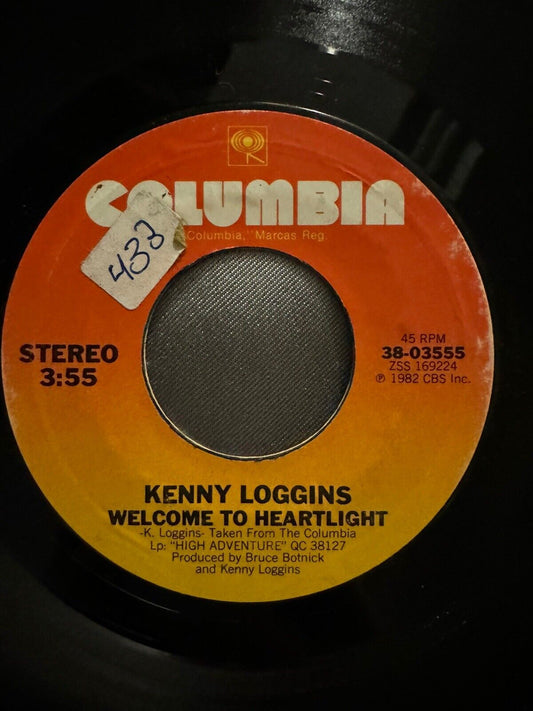 COLUMBIA
Columbia," Marcas Reg.
433
STEREO
3:55
45 RPM
38-03555
ZSS 169224
℗ 1982 CBS Inc.
KENNY LOGGINS
WELCOME TO HEARTLIGHT
-K. Loggins- Taken From The Columbia
Lp: "HIGH ADVENTURE" QC 38127
Produced by Bruce Botnick
and Kenny Loggins